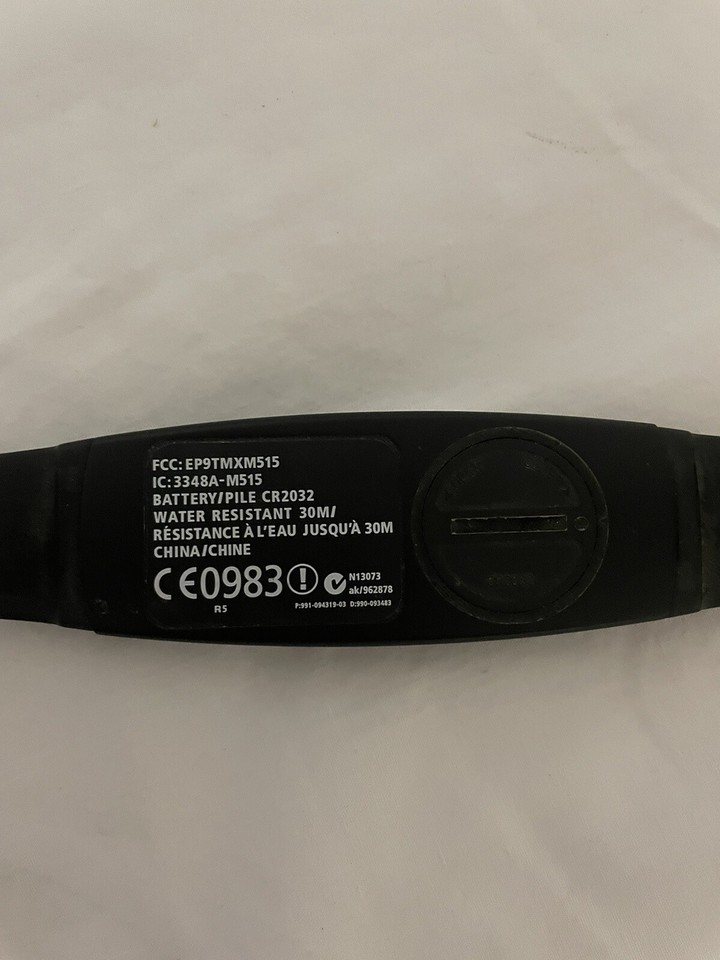 FCC: EP9TMXM515
IC: 3348A-M515
BATTERY/PILE CR2032
WATER RESISTANT 30M/
RÉSISTANCE À L'EAU JUSQU'À 30M
CHINA/CHINE
CE0983
N13073
ak/962878
R5
P:991-094319-03 D:990-093483